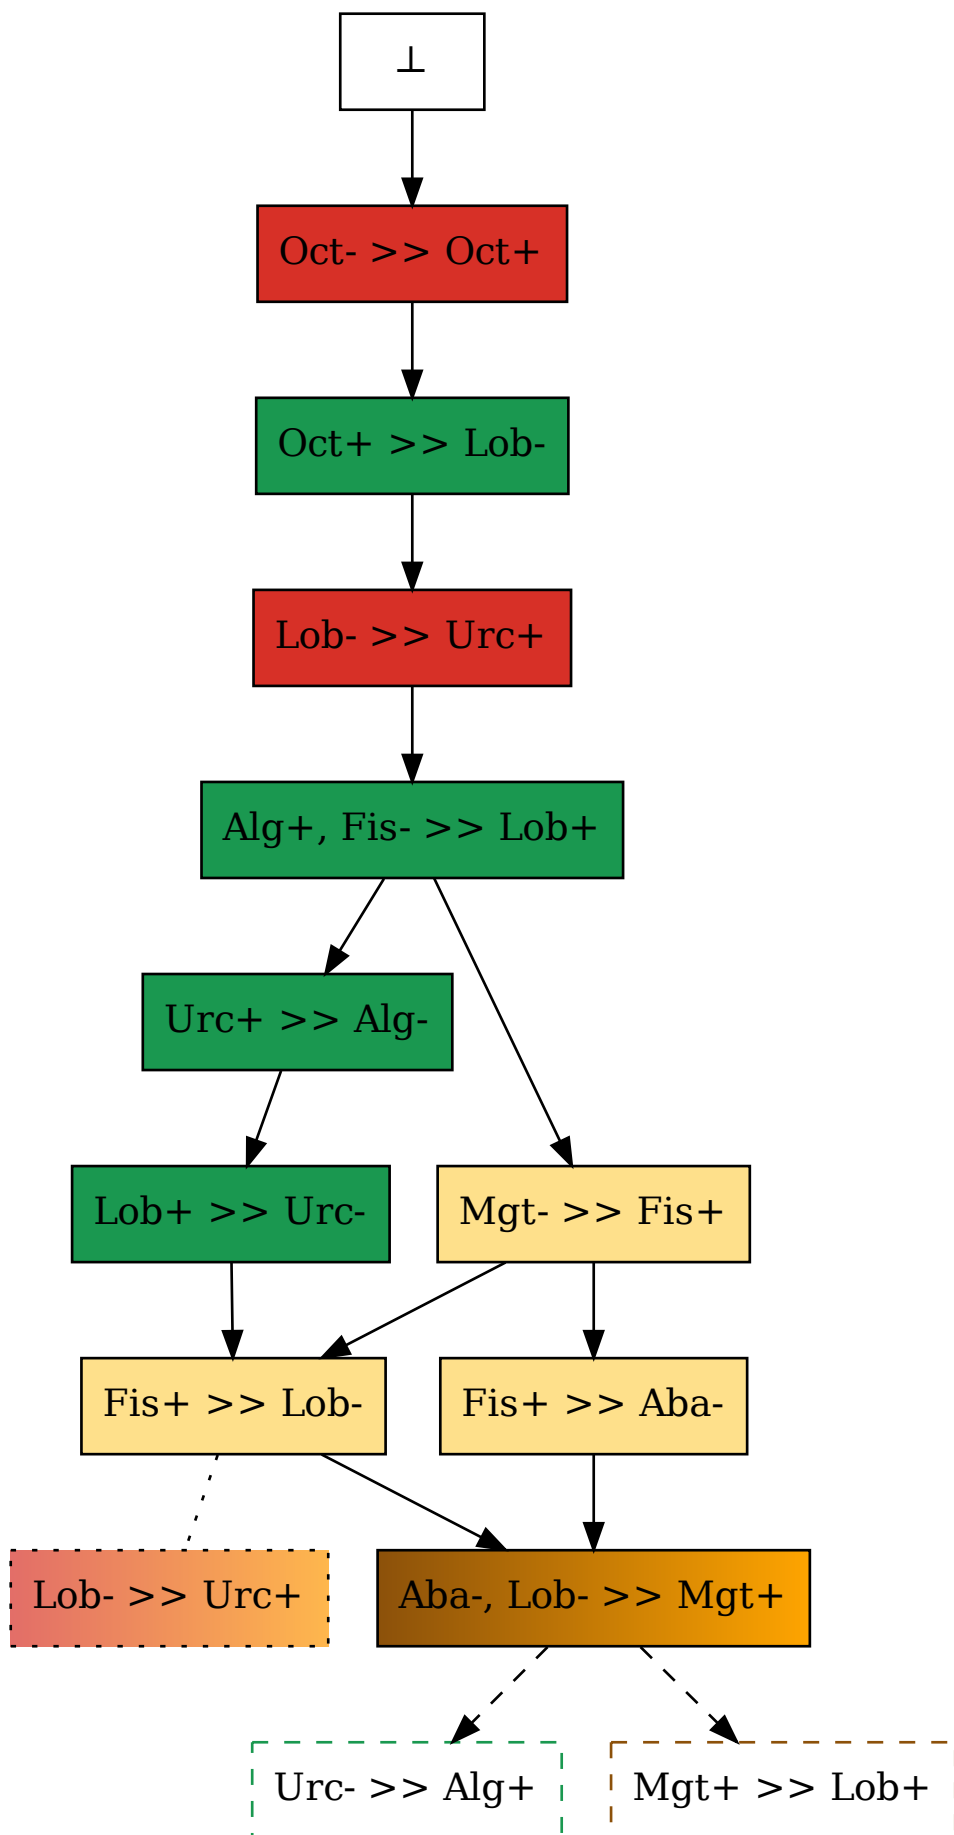 ⊥
Oct- >> Oct+
Oct+ >> Lob-
Lob- >> Urc+
Alg+, Fis- >> Lob+
Urc+ >> Alg-
Lob+ >> Urc-
Mgt- >> Fis+
Fis+ >> Lob-
Fis+ >> Aba-
Lob- >> Urc+
Aba-, Lob- >> Mgt+
Urc- >> Alg+
Mgt+ >> Lob+